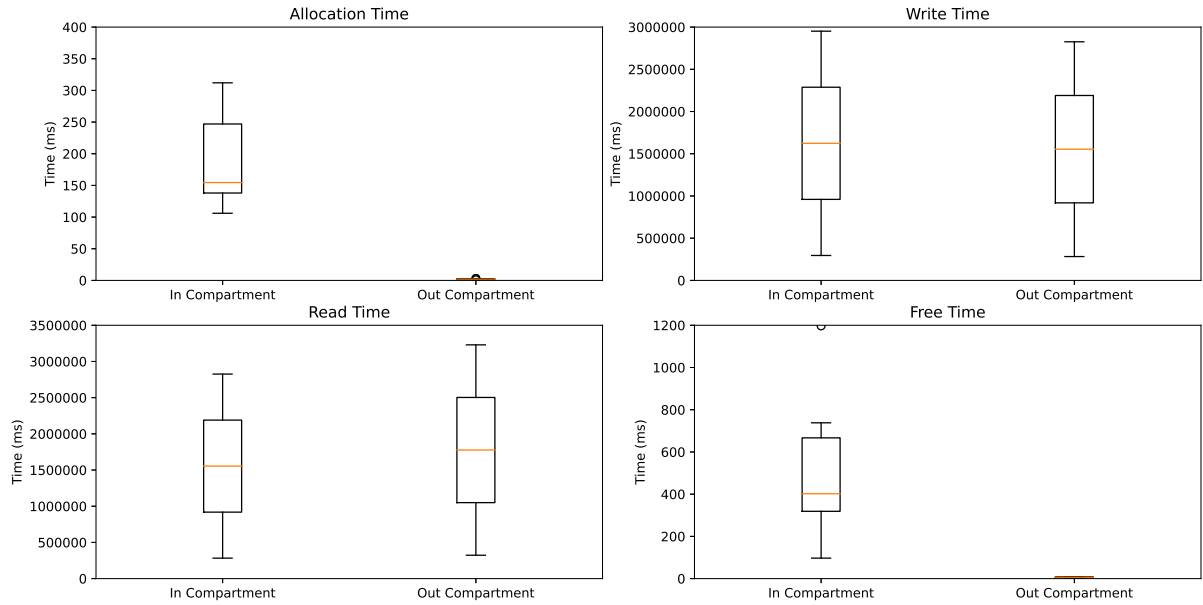 Allocation Time
400
350
300
250
200
150
100
50
0
Time (ms)
In Compartment
Out Compartment
Write Time
3000000
2500000
2000000
1500000
1000000
500000
0
Time (ms)
In Compartment
Out Compartment
Read Time
3500000
3000000
2500000
2000000
1500000
1000000
500000
0
Time (ms)
In Compartment
Out Compartment
Free Time
1200
1000
800
600
400
200
0
Time (ms)
In Compartment
Out Compartment